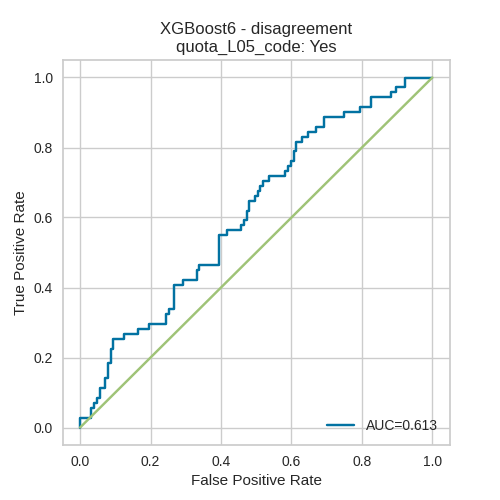 XGBoost6 - disagreement
quota_L05_code: Yes
1.0
0.8
0.6
0.4
0.2
0.0
True Positive Rate
AUC=0.613
0.0 0.2 0.4 0.6 0.8 1.0
False Positive Rate